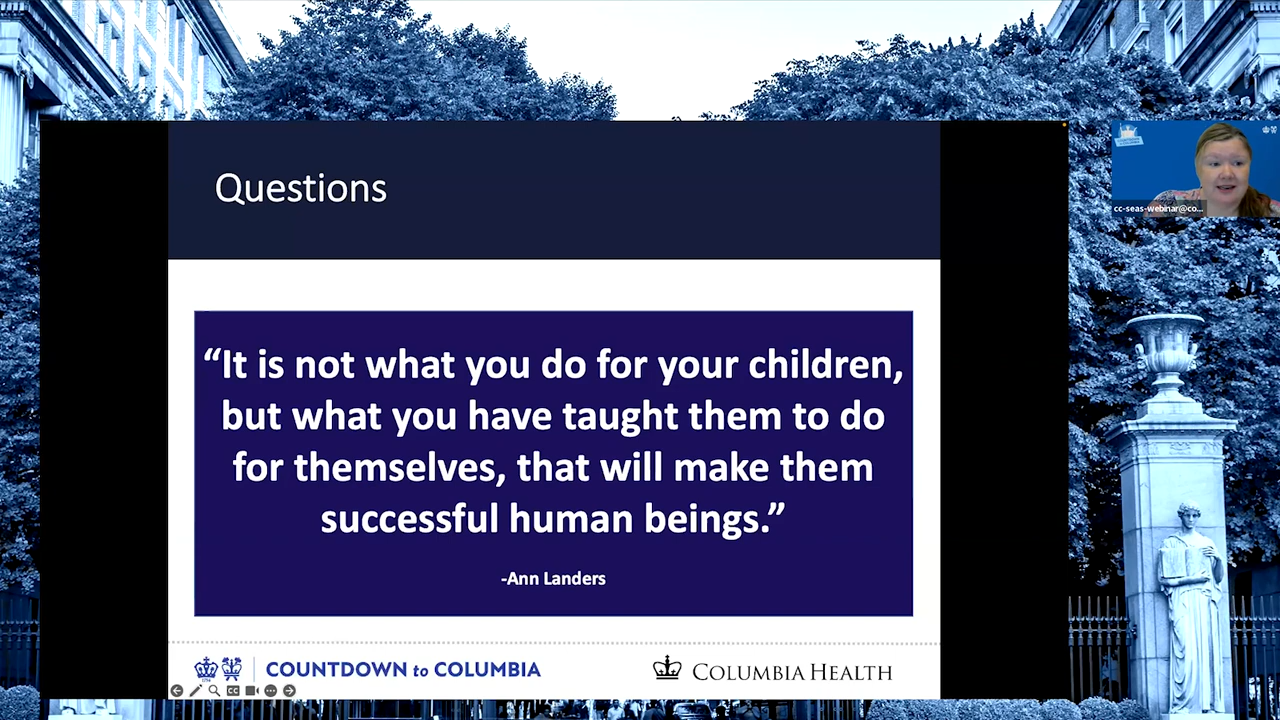 Questions
“It is not what you do for your children,
but what you have taught them to do
for themselves, that will make them
successful human beings.”
-Ann Landers
COUNTDOWN to COLUMBIA
COLUMBIA HEALTH
cc-seas-webinar@co...
CC